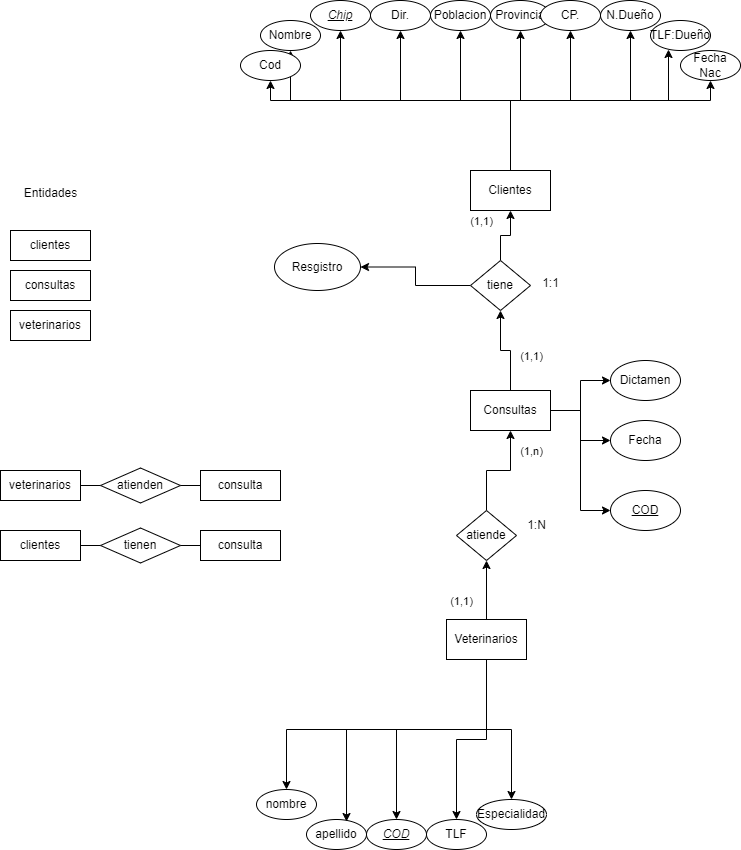 Chip
Dir.
Poblacion
Provincia
CP.
N.Dueño
Nombre
TLF:Dueño
Cod
Fecha
Nac
Entidades
Clientes
(1,1)
clientes
Resgistro
tiene
1:1
consultas
veterinarios
(1,1)
Dictamen
Consultas
Fecha
(1,n)
veterinarios
atienden
consulta
COD
1:N
atiende
clientes
tienen
consulta
(1,1)
Veterinarios
nombre
Especialidad
apellido
COD
TLF